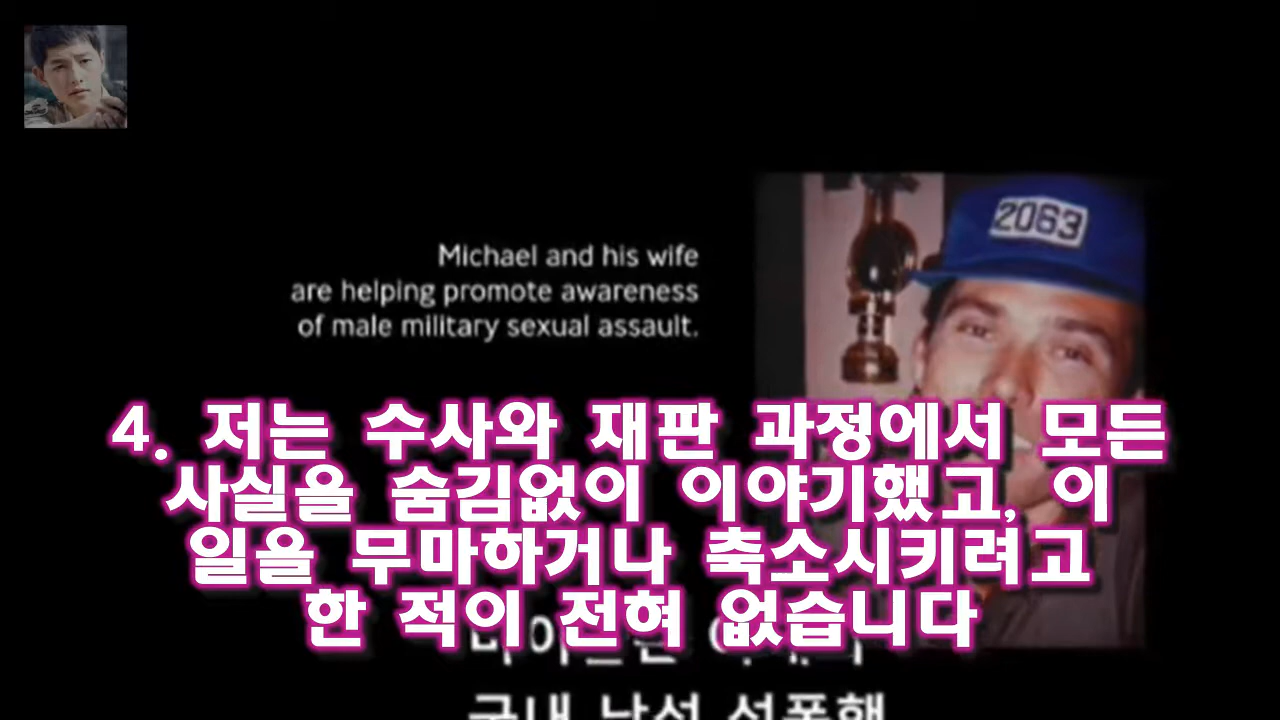 2063
Michael and his wife
are helping promote awareness
of male military sexual assault.
4. 저는 수사와 재판 과정에서 모든
사실을 숨김없이 이야기했고, 이
일을 무마하거나 축소시키려고
한 적이 전혀 없습니다